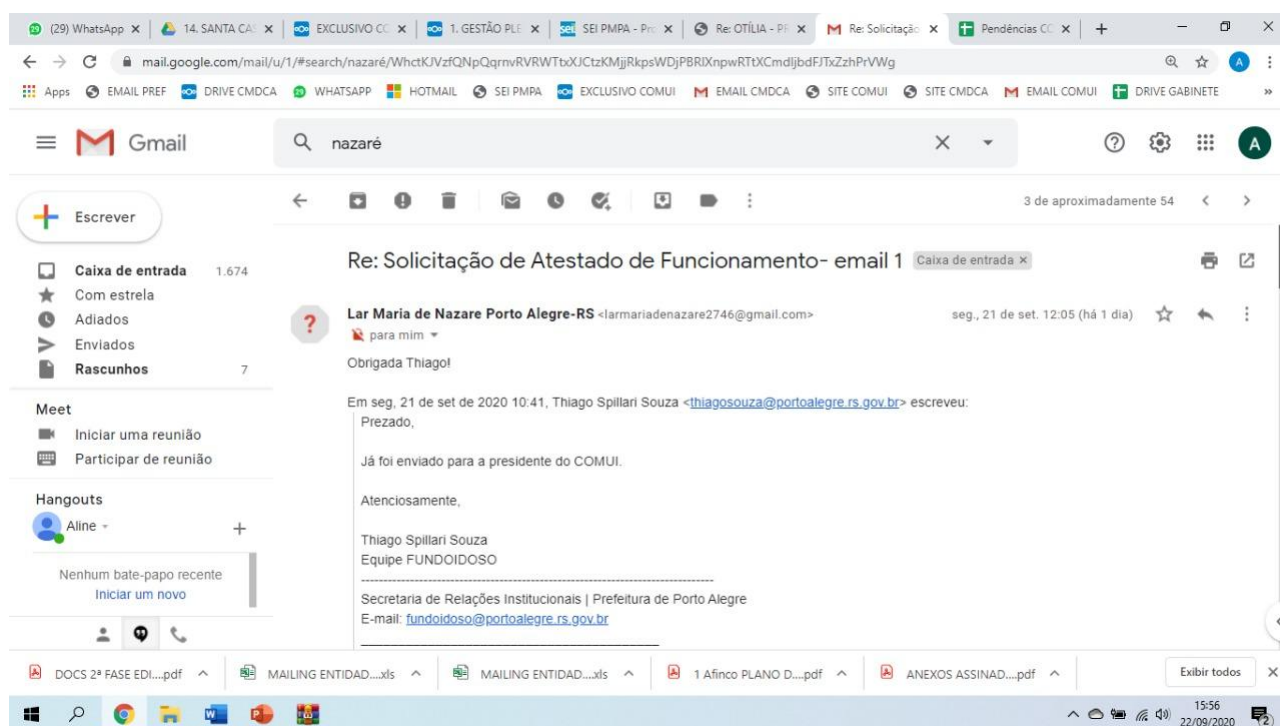 (29) WhatsApp
14. SANTA CAS
EXCLUSIVO CO
1. GESTÃO PLE
SEI PMPA - Pro
Re: OTÍLIA - PR
Re: Solicitação
Pendências CO
mail.google.com/mail/u/1/#search/nazaré/WhctKJVzfQNpQqrnvRVRWTtxXJCtzKMjjRkpsWDjPBRlXnpwRTtXCmdljbdFJTxZzhPrVWg
Apps
EMAIL PREF
DRIVE CMDCA
WHATSAPP
HOTMAIL
SEI PMPA
EXCLUSIVO COMUI
EMAIL CMDCA
SITE COMUI
SITE CMDCA
EMAIL COMUI
DRIVE GABINETE
»
Gmail
nazaré
A
Escrever
3 de aproximadamente 54
Caixa de entrada 1.674
Com estrela
Adiados
Enviados
Rascunhos 7
Meet
Iniciar uma reunião
Participar de reunião
Hangouts
Aline
Nenhum bate-papo recente
Iniciar um novo
Re: Solicitação de Atestado de Funcionamento- email 1 Caixa de entrada ×
Lar Maria de Nazare Porto Alegre-RS <larmariadenazare2746@gmail.com> seg., 21 de set. 12:05 (há 1 dia)
para mim
Obrigada Thiago!
Em seg, 21 de set de 2020 10:41, Thiago Spillari Souza <thiagosouza@portoalegre.rs.gov.br> escreveu:
Prezado,
Já foi enviado para a presidente do COMUI.
Atenciosamente,
Thiago Spillari Souza
Equipe FUNDOIDOSO
--------------------------------------------------------------------------------
Secretaria de Relações Institucionais | Prefeitura de Porto Alegre
E-mail: fundoidoso@portoalegre.rs.gov.br
DOCS 2ª FASE EDI....pdf
MAILING ENTIDAD....xls
MAILING ENTIDAD....xls
1 Afinco PLANO D....pdf
ANEXOS ASSINAD....pdf
Exibir todos
15:56
22/09/2020